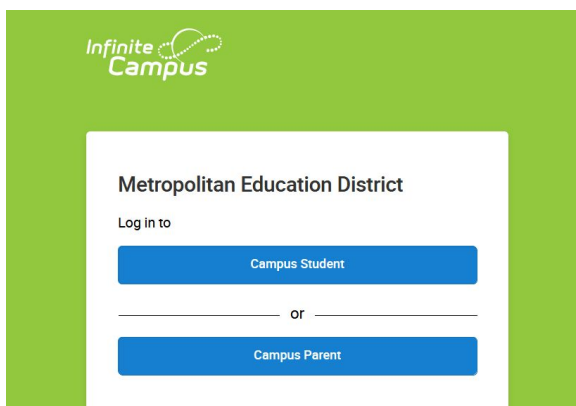 Infinite
Campus
Metropolitan Education District
Log in to
Campus Student
or
Campus Parent